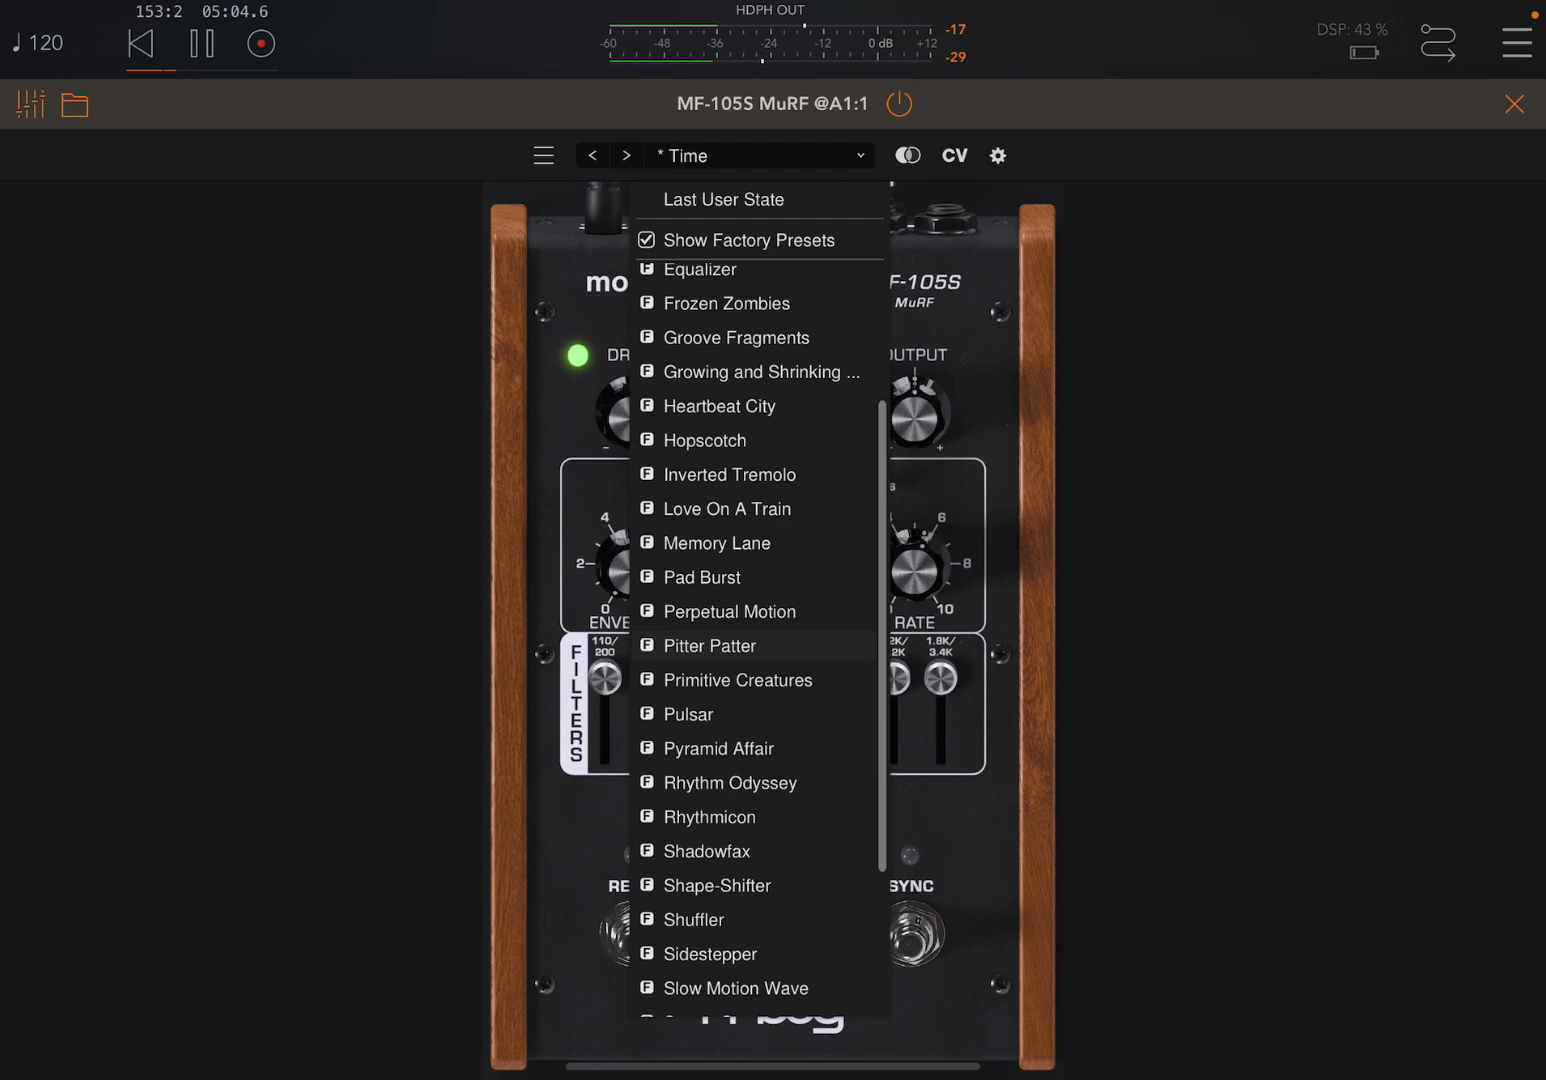 153:2 05:04.6
HDPH OUT
120
-60 -48 -36 -24 -12 0 dB +12
-17
-29
DSP: 43 %
MF-105S MuRF @A1:1
* Time
CV
Last User State
Show Factory Presets
F Equalizer
F Frozen Zombies
F Groove Fragments
F Growing and Shrinking ...
F Heartbeat City
F Hopscotch
F Inverted Tremolo
F Love On A Train
F Memory Lane
F Pad Burst
F Perpetual Motion
F Pitter Patter
F Primitive Creatures
F Pulsar
F Pyramid Affair
F Rhythm Odyssey
F Rhythmicon
F Shadowfax
F Shape-Shifter
F Shuffler
F Sidestepper
F Slow Motion Wave
mo
F-105S
MuRF
DR
OUTPUT
- +
4
2
0
ENVE
6
8
10
RATE
FILTERS
110/
200
2K/
2K
1.8K/
3.4K
RE
SYNC